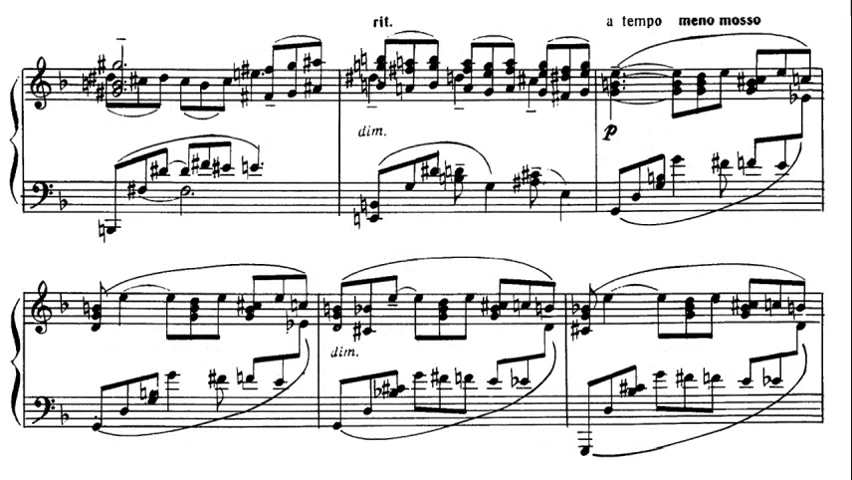 rit.
a tempo meno mosso
dim.
p
dim.